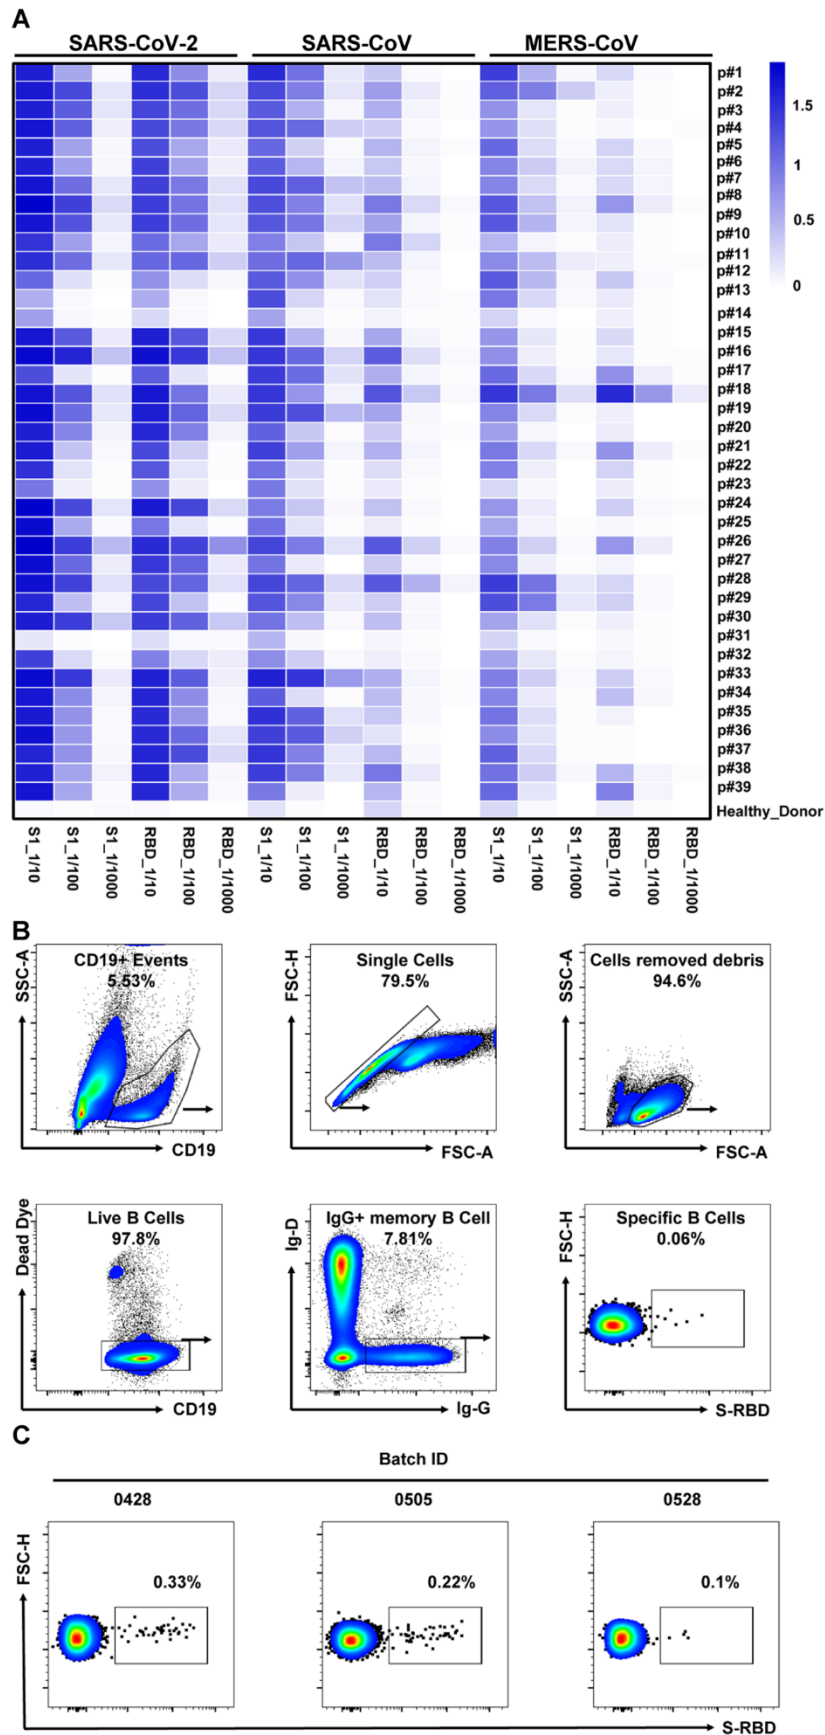 A
SARS-CoV-2 SARS-CoV MERS-CoV
p#1
p#2
p#3
p#4
p#5
p#6
p#7
p#8
p#9
p#10
p#11
p#12
p#13
p#14
p#15
p#16
p#17
p#18
p#19
p#20
p#21
p#22
p#23
p#24
p#25
p#26
p#27
p#28
p#29
p#30
p#31
p#32
p#33
p#34
p#35
p#36
p#37
p#38
p#39
Healthy_Donor
1.5
1
0.5
0
S1_1/10
S1_1/100
S1_1/1000
RBD_1/10
RBD_1/100
RBD_1/1000
S1_1/10
S1_1/100
S1_1/1000
RBD_1/10
RBD_1/100
RBD_1/1000
S1_1/10
S1_1/100
S1_1/1000
RBD_1/10
RBD_1/100
RBD_1/1000
B
SSC-A
CD19+ Events
5.53%
CD19
FSC-H
Single Cells
79.5%
FSC-A
SSC-A
Cells removed debris
94.6%
FSC-A
Dead Dye
Live B Cells
97.8%
CD19
Ig-D
IgG+ memory B Cell
7.81%
Ig-G
FSC-H
Specific B Cells
0.06%
S-RBD
C
Batch ID
0428 0505 0528
FSC-H
0.33% 0.22% 0.1%
S-RBD